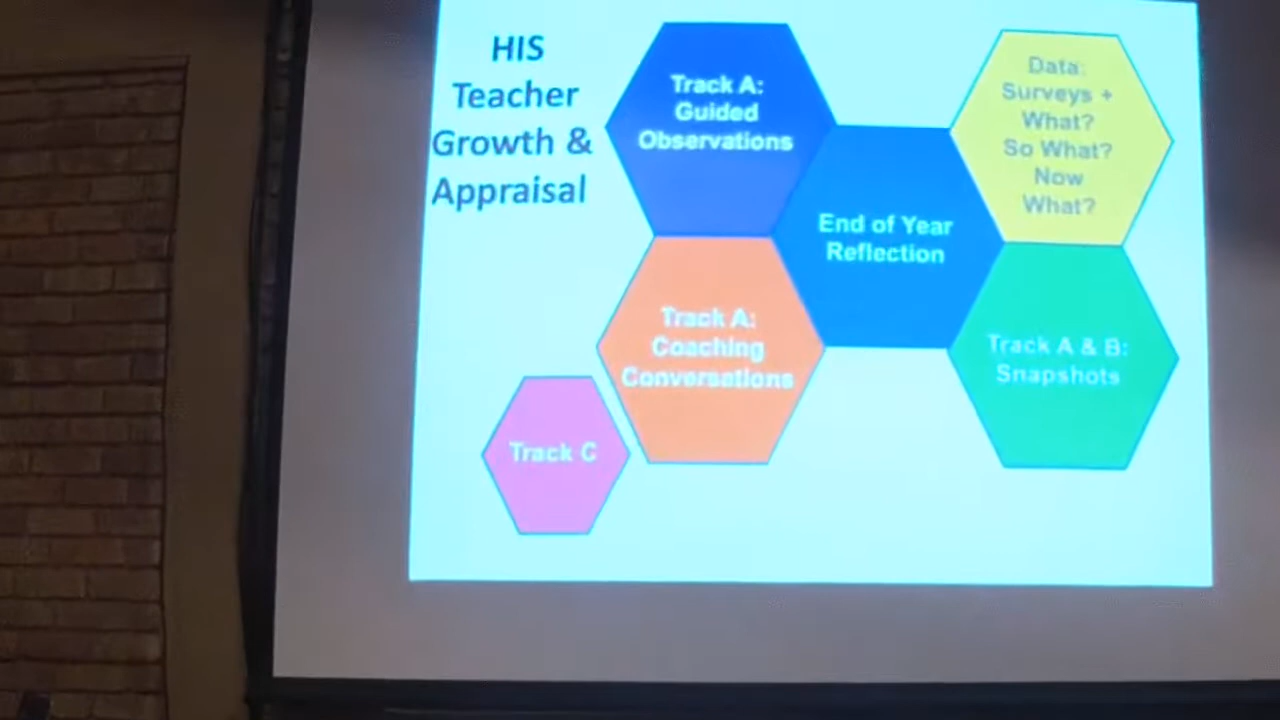 HIS
Teacher
Growth &
Appraisal
Track A:
Guided
Observations
Data:
Surveys +
What?
So What?
Now
What?
End of Year
Reflection
Track A:
Coaching
Conversations
Track A & B:
Snapshots
Track C